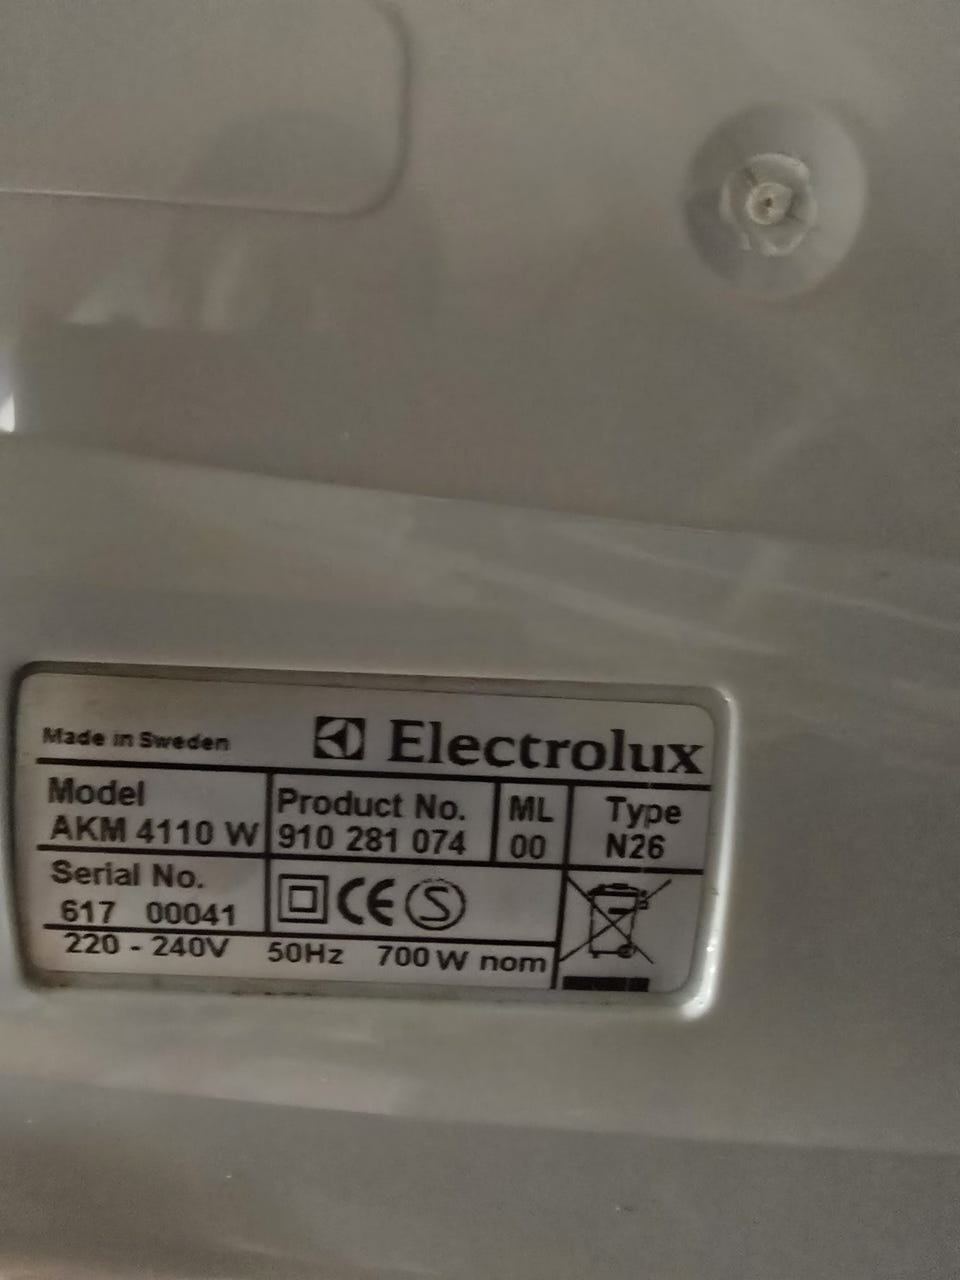 Made in Sweden Electrolux
Model Product No. ML Type
AKM 4110 W 910 281 074 00 N26
Serial No. CE S
617 00041
220 - 240V 50Hz 700 W nom